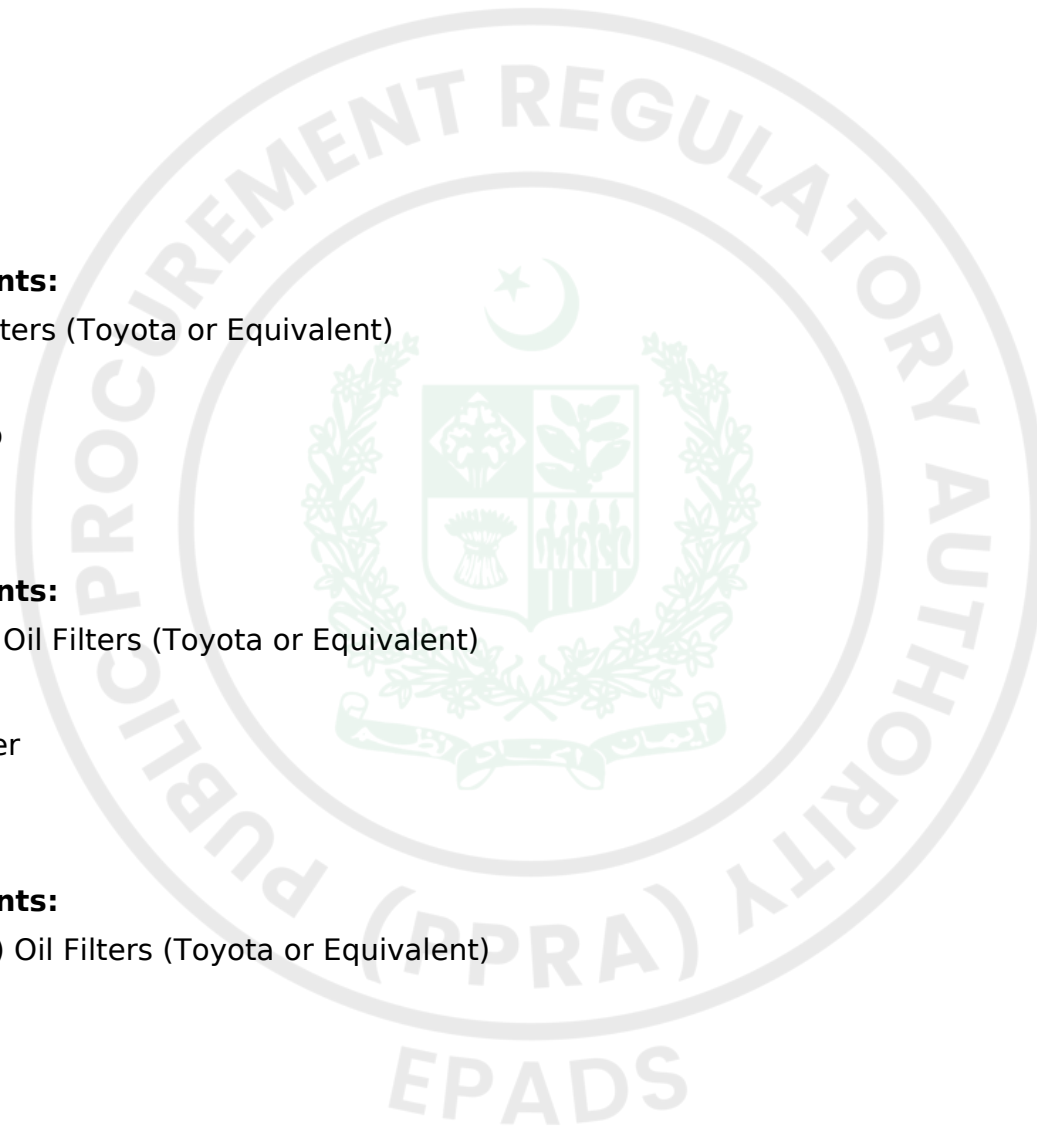 nts:
ters (Toyota or Equivalent)
nts:
Oil Filters (Toyota or Equivalent)
er
nts:
) Oil Filters (Toyota or Equivalent)
PUBLIC PROCUREMENT REGULATORY AUTHORITY
(PPRA)
EPADS